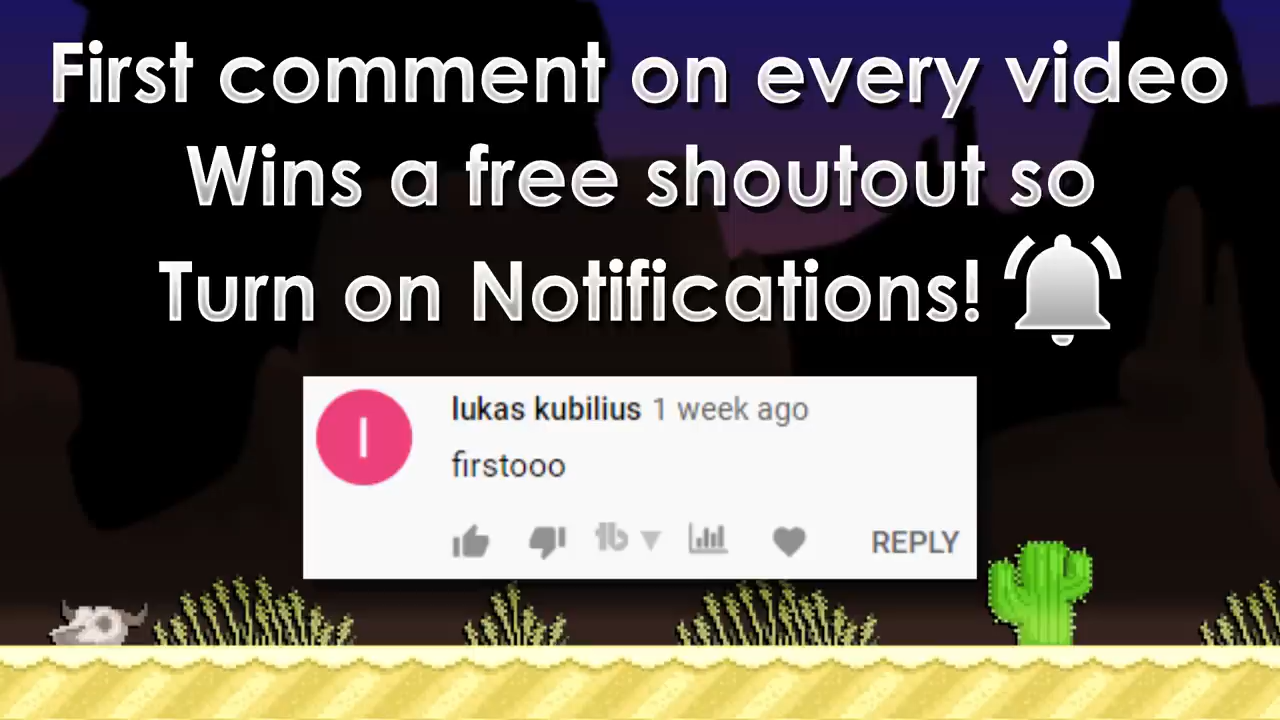 First comment on every video
Wins a free shoutout so
Turn on Notifications!
l
lukas kubilius 1 week ago
firstooo
tb
REPLY